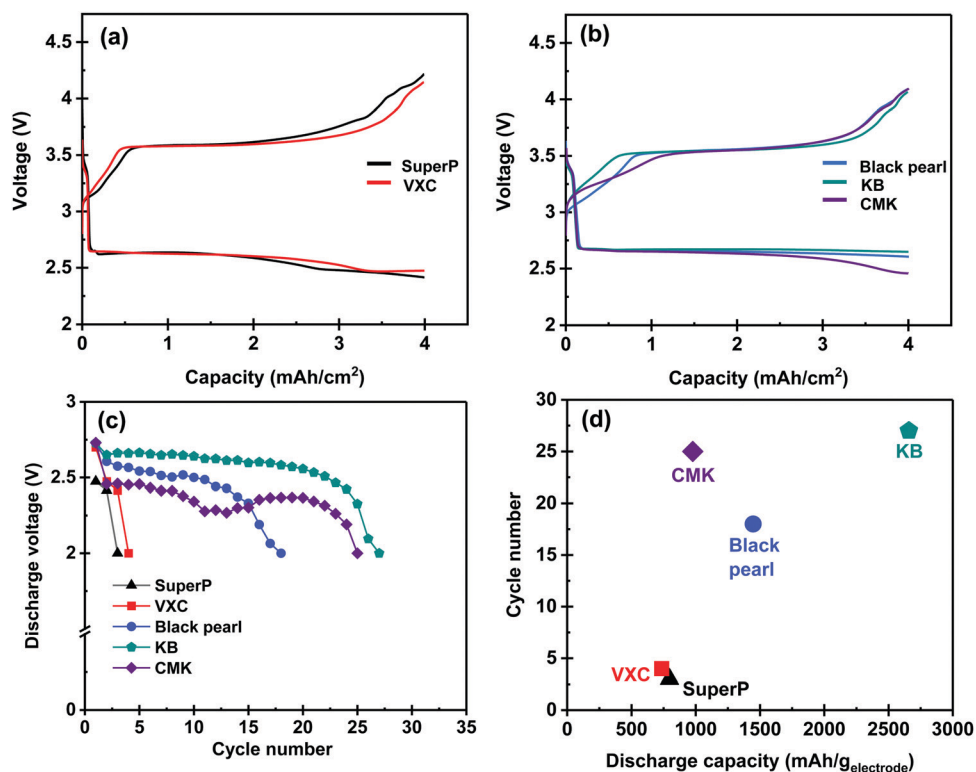 (a)
4.5
4
3.5
3
2.5
2
Voltage (V)
SuperP
VXC
0 1 2 3 4
Capacity (mAh/cm²)
(b)
4.5
4
3.5
3
2.5
2
Voltage (V)
Black pearl
KB
CMK
0 1 2 3 4
Capacity (mAh/cm²)
(c)
3
2.5
2
0
Discharge voltage (V)
SuperP
VXC
Black pearl
KB
CMK
0 5 10 15 20 25 30 35
Cycle number
(d)
30
25
20
15
10
5
0
Cycle number
KB
CMK
Black
pearl
VXC
SuperP
0 500 1000 1500 2000 2500 3000
Discharge capacity (mAh/gelectrode)